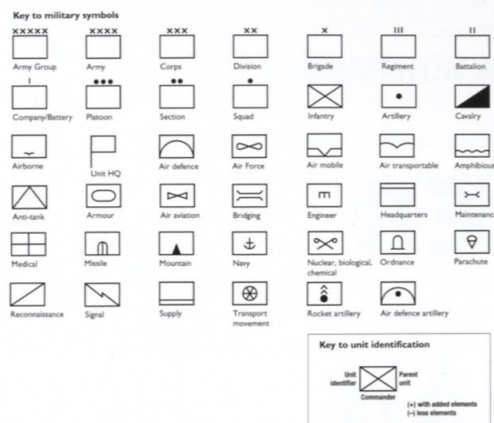 Key to military symbols
XXXXX XXXX XXX XX X III II
Army Group Army Corps Division Brigade Regiment Battalion
I
Company/Battery Platoon Section Squad Infantry Artillery Cavalry
Airborne Unit HQ Air defence Air Force Air mobile Air transportable Amphibious
Anti-tank Armour Air aviation Bridging Engineer Headquarters Maintenance
Medical Missile Mountain Navy Nuclear, biological, Ordnance Parachute
chemical
Reconnaissance Signal Supply Transport Rocket artillery Air defence artillery
movement
Key to unit identification
Unit Parent
identifier unit
Commander
(+) with added elements
(–) less elements